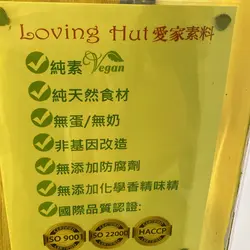 Loving Hut 愛家素料
純素 Vegan
純天然食材
無蛋/無奶
非基因改造
無添加防腐劑
無添加化學香精味精
國際品質認證:
ISO 9001 ISO 22000 HACCP